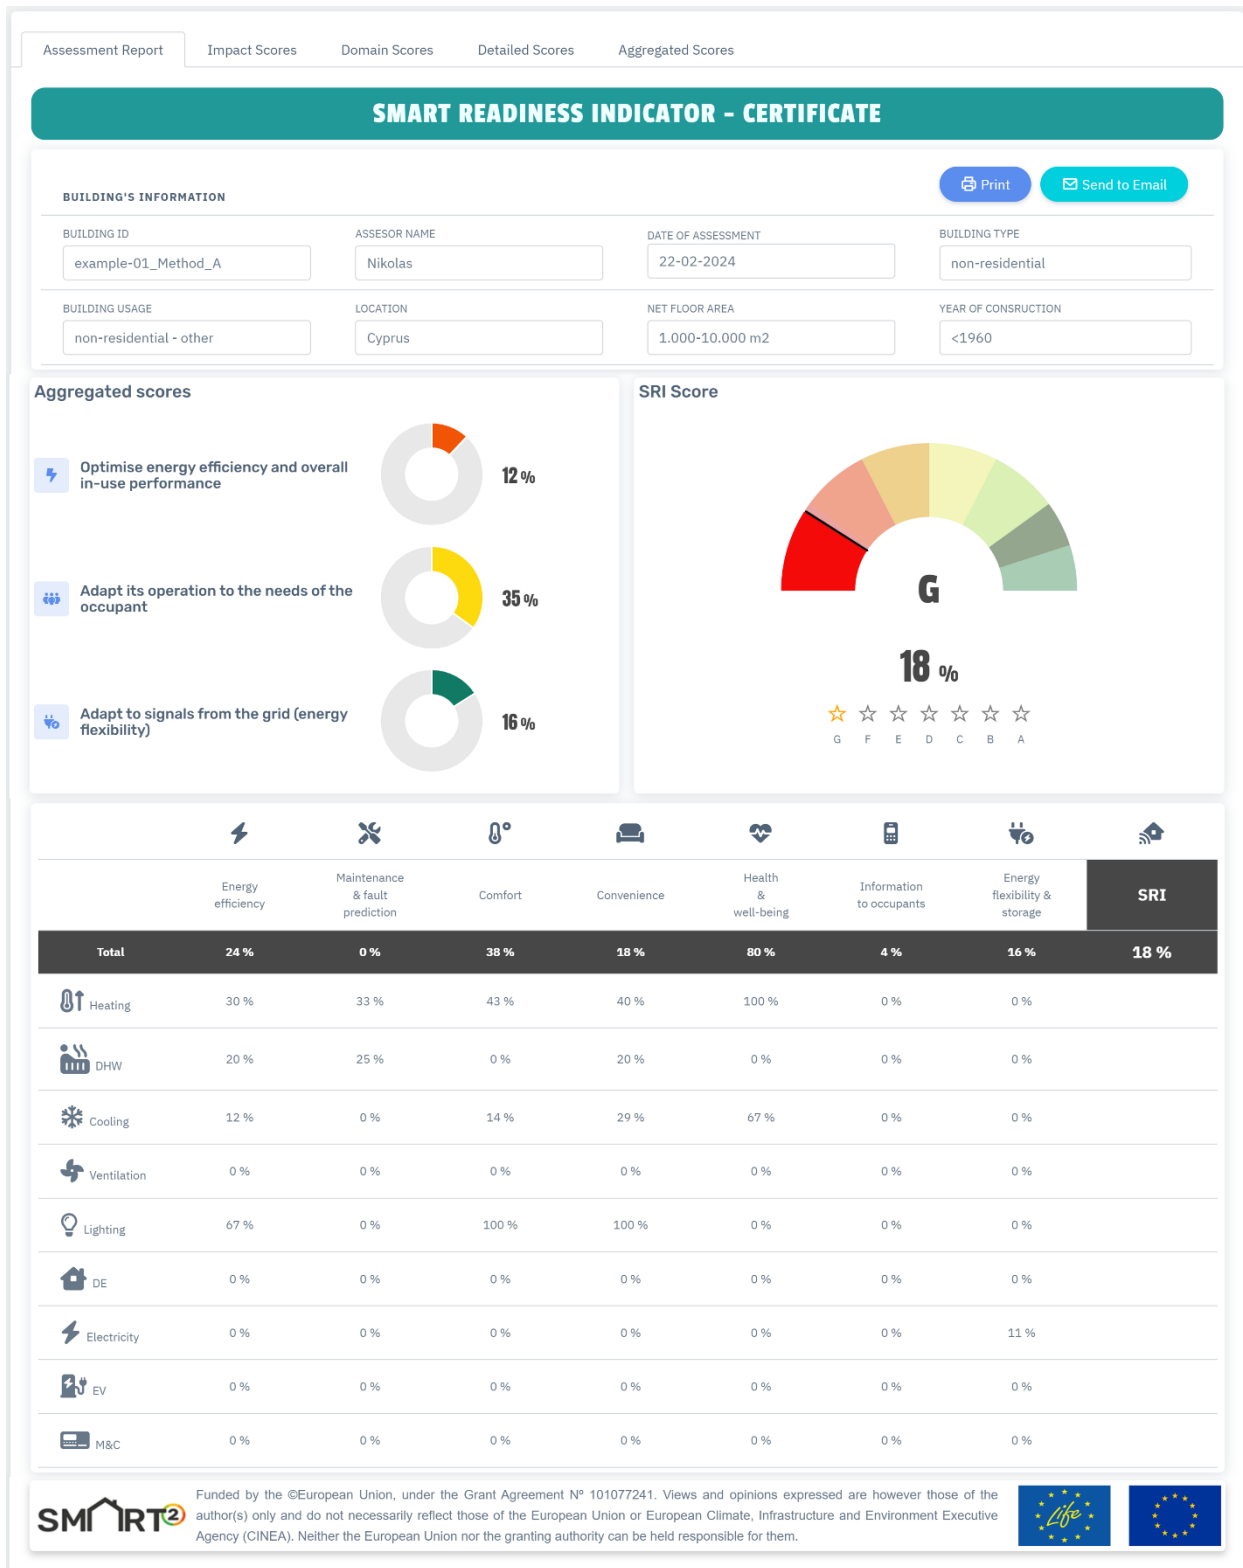 Assessment Report Impact Scores Domain Scores Detailed Scores Aggregated Scores
SMART READINESS INDICATOR - CERTIFICATE
Print Send to Email
BUILDING'S INFORMATION
BUILDING ID ASSESOR NAME DATE OF ASSESSMENT BUILDING TYPE
example-01_Method_A Nikolas 22-02-2024 non-residential
BUILDING USAGE LOCATION NET FLOOR AREA YEAR OF CONSRUCTION
non-residential - other Cyprus 1.000-10.000 m2 <1960
Aggregated scores
Optimise energy efficiency and overall
in-use performance
12 %
Adapt its operation to the needs of the
occupant
35 %
Adapt to signals from the grid (energy
flexibility)
16 %
SRI Score
G
18 %
G F E D C B A
Energy
efficiency
Maintenance
& fault
prediction
Comfort
Convenience
Health
&
well-being
Information
to occupants
Energy
flexibility &
storage
SRI
Total 24 % 0 % 38 % 18 % 80 % 4 % 16 % 18 %
Heating 30 % 33 % 43 % 40 % 100 % 0 % 0 %
DHW 20 % 25 % 0 % 20 % 0 % 0 % 0 %
Cooling 12 % 0 % 14 % 29 % 67 % 0 % 0 %
Ventilation 0 % 0 % 0 % 0 % 0 % 0 % 0 %
Lighting 67 % 0 % 100 % 100 % 0 % 0 % 0 %
DE 0 % 0 % 0 % 0 % 0 % 0 % 0 %
Electricity 0 % 0 % 0 % 0 % 0 % 0 % 11 %
EV 0 % 0 % 0 % 0 % 0 % 0 % 0 %
M&C 0 % 0 % 0 % 0 % 0 % 0 % 0 %
SMART2
Funded by the ©European Union, under the Grant Agreement Nº 101077241. Views and opinions expressed are however those of the
author(s) only and do not necessarily reflect those of the European Union or European Climate, Infrastructure and Environment Executive
Agency (CINEA). Neither the European Union nor the granting authority can be held responsible for them.
Life